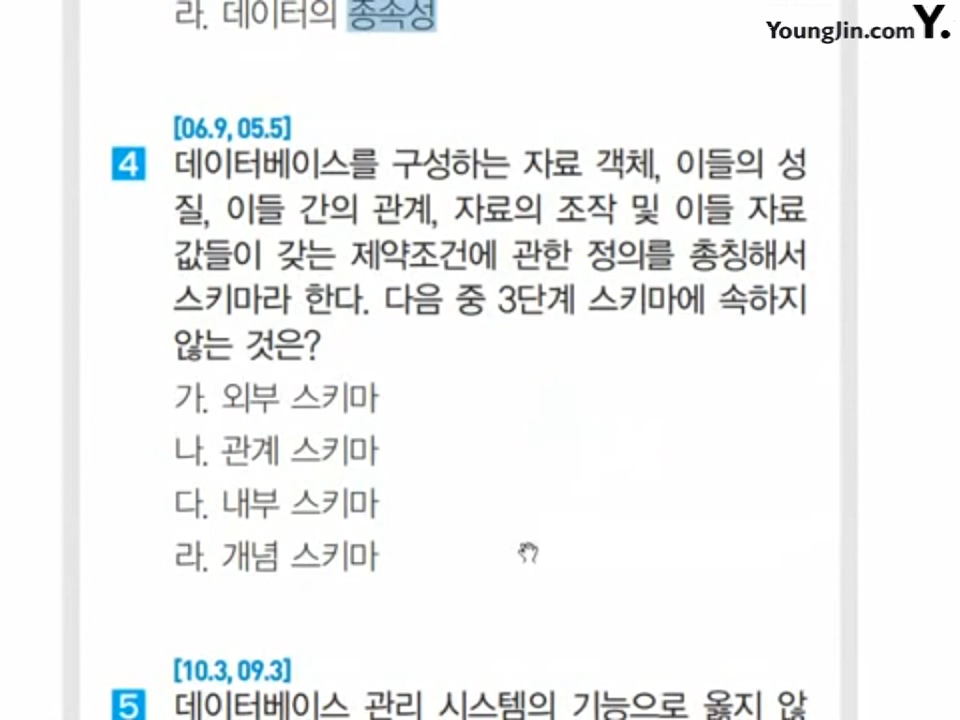 라. 데이터의 종속성
YoungJin.com Y.
[06.9, 05.5]
4 데이터베이스를 구성하는 자료 객체, 이들의 성
질, 이들 간의 관계, 자료의 조작 및 이들 자료
값들이 갖는 제약조건에 관한 정의를 총칭해서
스키마라 한다. 다음 중 3단계 스키마에 속하지
않는 것은?
가. 외부 스키마
나. 관계 스키마
다. 내부 스키마
라. 개념 스키마
[10.3, 09.3]
5 데이터베이스 관리 시스템의 기능으로 옳지 않